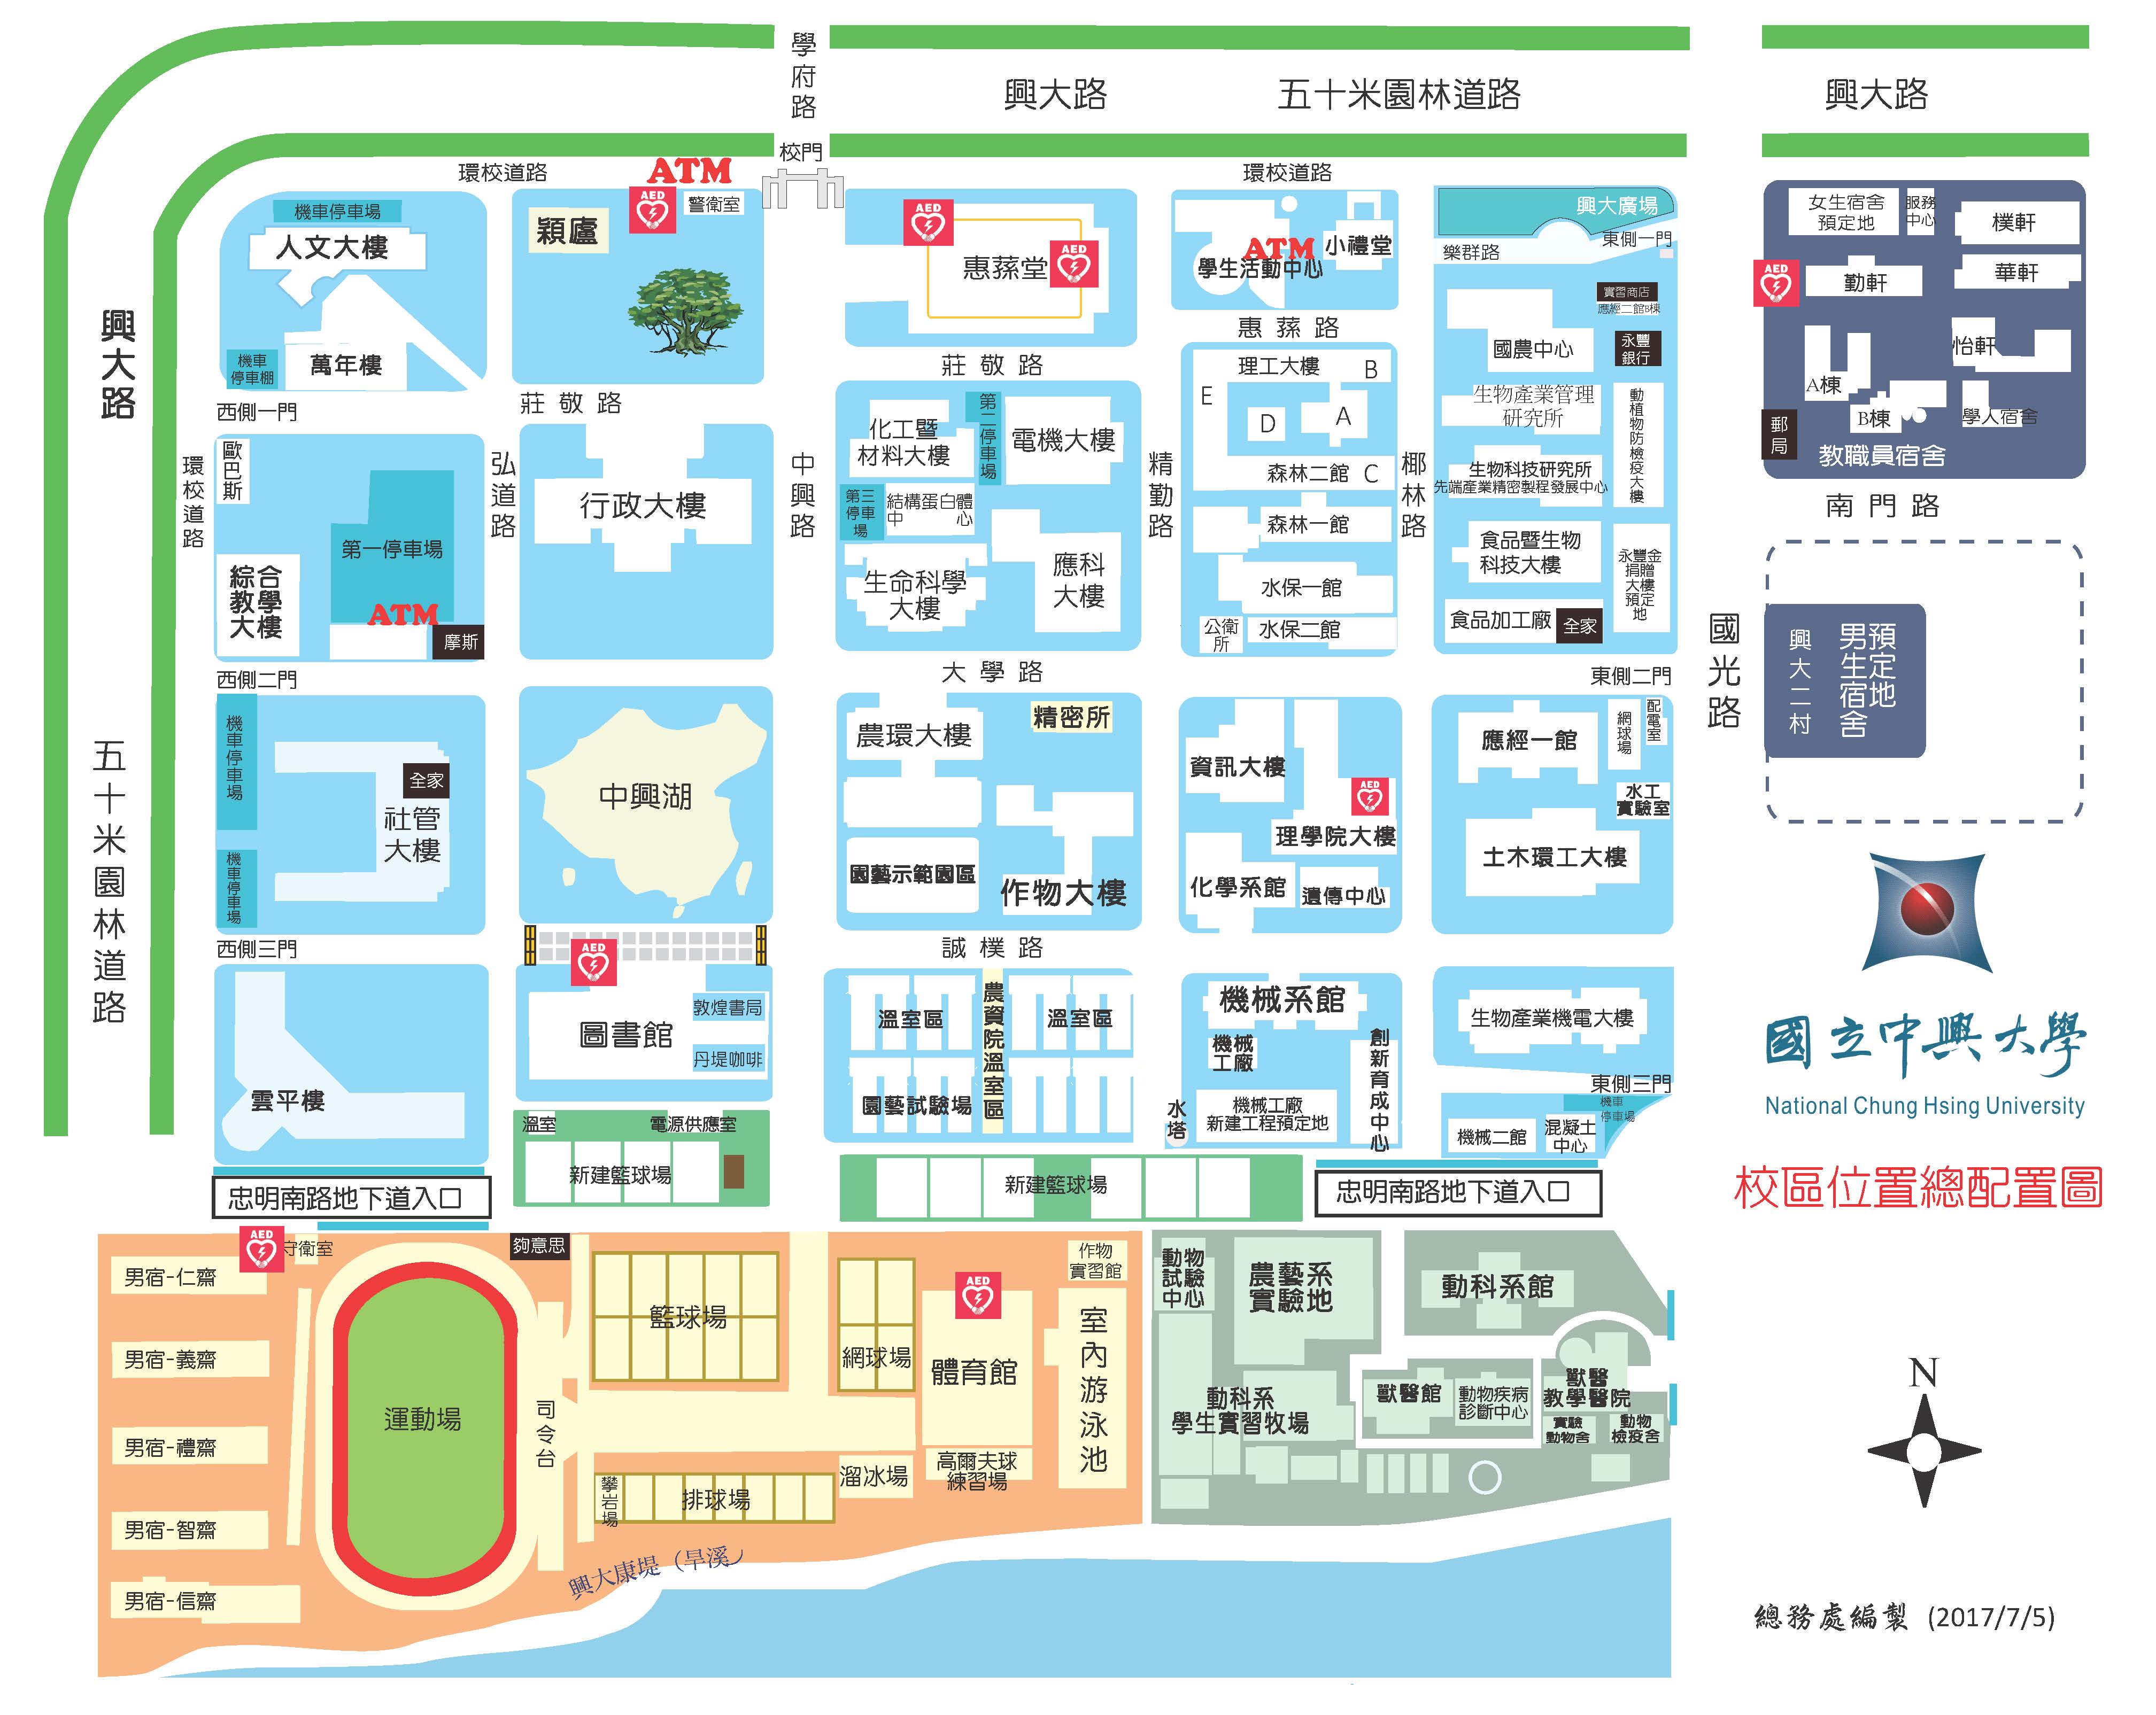 學府路
興大路
五十米園林道路
興大路
校門
環校道路
ATM
環校道路
機車停車場
人文大樓
穎廬
AED
警衛室
AED
惠蓀堂
AED
ATM
學生活動中心
小禮堂
興大廣場
東側一門
樂群路
女生宿舍
預定地
服務
中心
樸軒
AED
勤軒
華軒
興大路
機車
停車棚
萬年樓
惠蓀路
實習商店
應經二館B棟
國農中心
永豐
銀行
怡軒
A棟
B棟
學人宿舍
郵局
教職員宿舍
西側一門
莊敬路
莊敬路
理工大樓
A
B
C
D
E
森林二館
森林一館
水保一館
水保二館
公衛
所
生物產業管理
研究所
動植物防檢疫大樓
生物科技研究所
先端產業精密製程發展中心
食品暨生物
科技大樓
永豐金
捐贈
大樓
預定
地
食品加工廠
全家
南門路
環校道路
歐巴斯
第一停車場
ATM
摩斯
綜合
教學
大樓
弘道路
行政大樓
中興路
化工暨
材料大樓
第二停車場
電機大樓
第三
停車
場
結構蛋白體
中心
生命科學
大樓
應科
大樓
精勤路
椰林路
國光路
興大二村
男生宿舍
預定地
西側二門
大學路
東側二門
五十米園林道路
機車停車場
機車停車場
全家
社管
大樓
中興湖
農環大樓
精密所
園藝示範園區
作物大樓
資訊大樓
AED
理學院大樓
化學系館
遺傳中心
應經一館
網球場
配電室
水工
實驗室
土木環工大樓
西側三門
誠樸路
雲平樓
AED
圖書館
敦煌書局
丹堤咖啡
溫室
電源供應室
新建籃球場
溫室區
農資院溫室區
溫室區
園藝試驗場
新建籃球場
機械系館
機械
工廠
創新育成中心
水塔
機械工廠
新建工程預定地
生物產業機電大樓
東側三門
機車
停車場
機械二館
混凝土
中心
國立中興大學
National Chung Hsing University
校區位置總配置圖
忠明南路地下道入口
忠明南路地下道入口
AED
守衛室
男宿-仁齋
男宿-義齋
男宿-禮齋
男宿-智齋
男宿-信齋
運動場
司令台
夠意思
籃球場
網球場
AED
體育館
作物
實習館
室內游泳池
攀岩場
排球場
溜冰場
高爾夫球
練習場
興大康堤（旱溪）
動物
試驗
中心
農藝系
實驗地
動科系館
動科系
學生實習牧場
獸醫館
動物疾病
診斷中心
獸醫
教學醫院
實驗
動物舍
動物
檢疫舍
N
總務處編製 (2017/7/5)